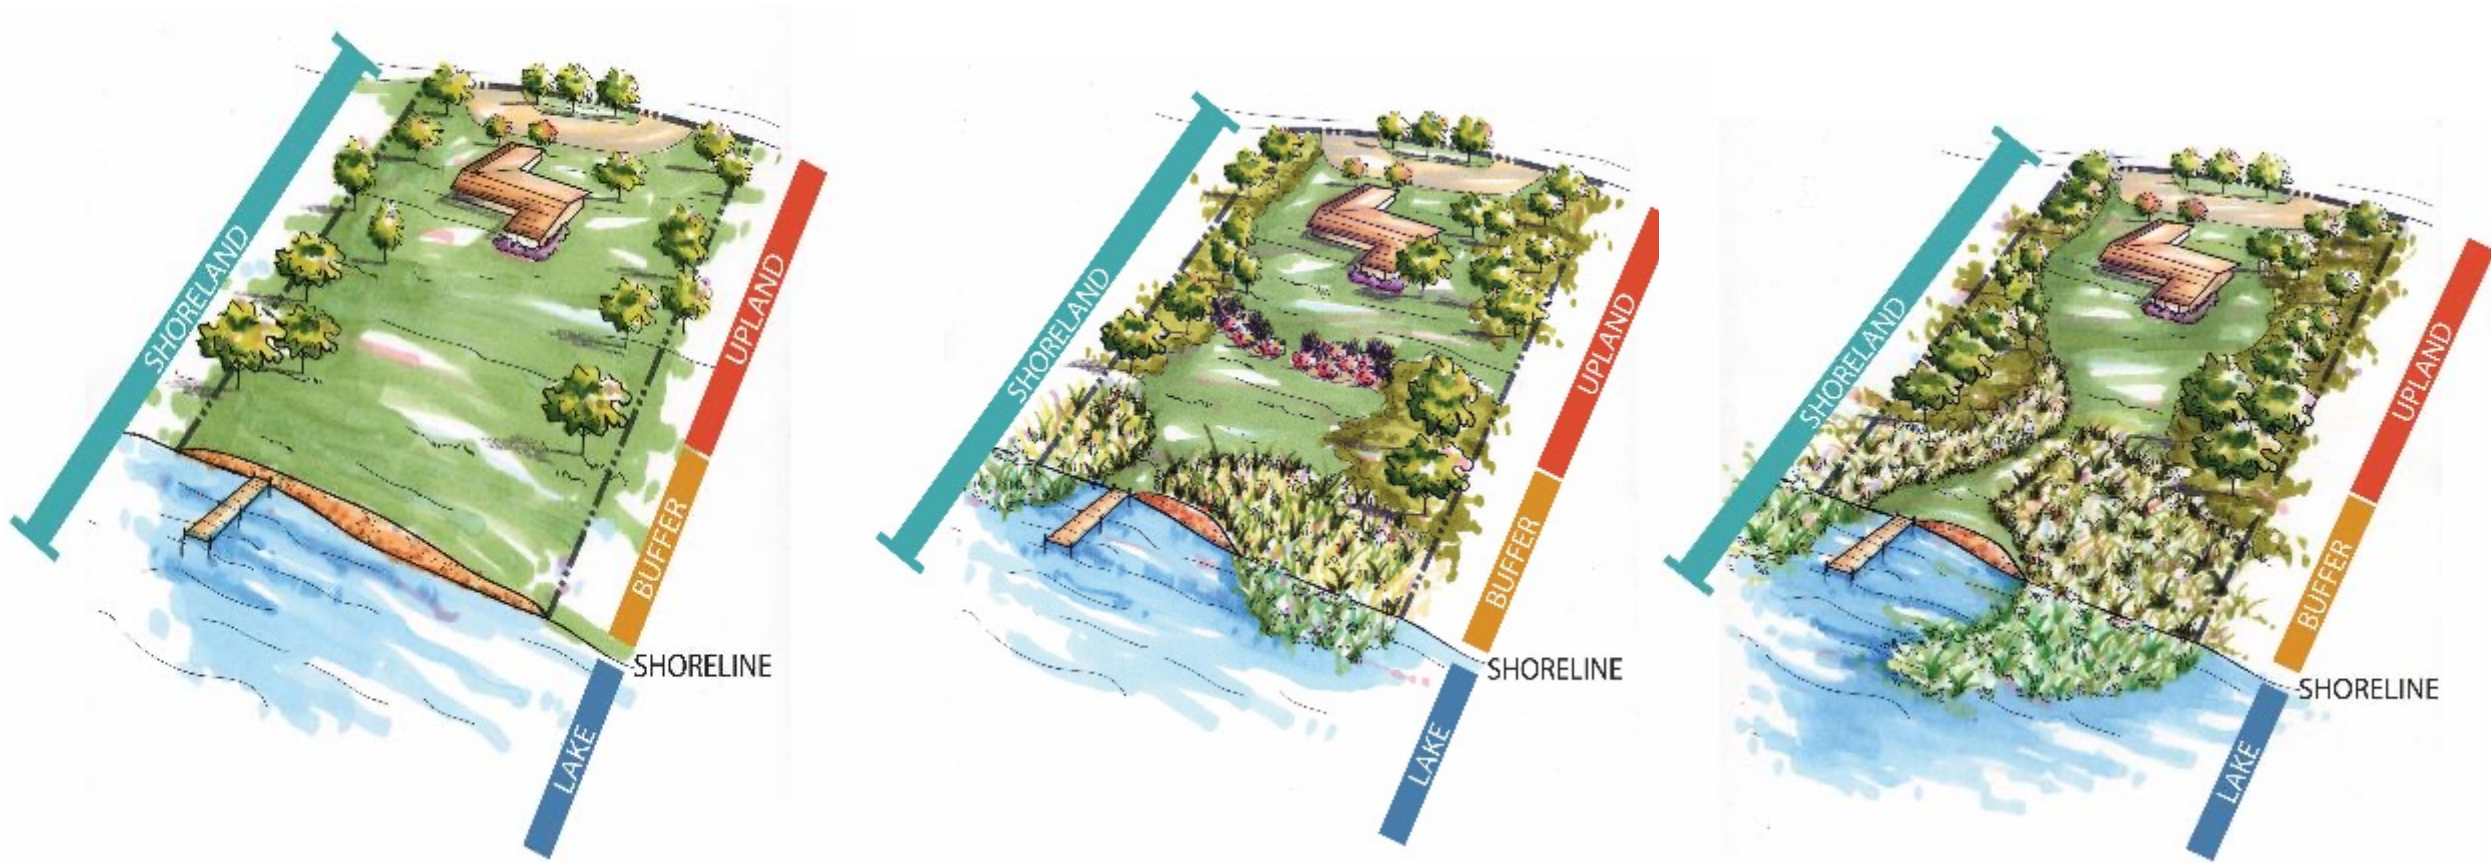 SHORELAND
UPLAND
BUFFER
SHORELINE
LAKE
SHORELAND
UPLAND
BUFFER
SHORELINE
LAKE
SHORELAND
UPLAND
BUFFER
SHORELINE
LAKE